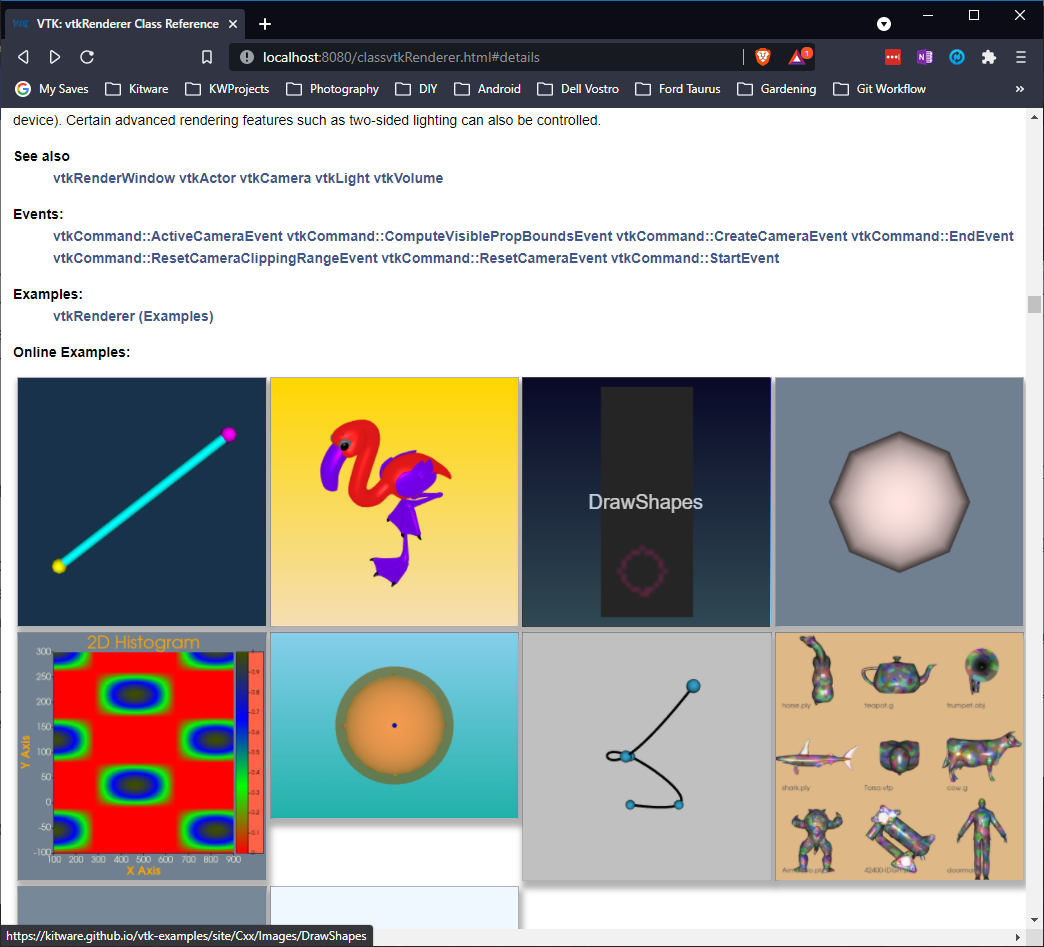 VTK: vtkRenderer Class Reference
localhost:8080/classvtkRenderer.html#details
1
My Saves Kitware KWProjects Photography DIY Android Dell Vostro Ford Taurus Gardening Git Workflow »
device). Certain advanced rendering features such as two-sided lighting can also be controlled.
See also
vtkRenderWindow vtkActor vtkCamera vtkLight vtkVolume
Events:
vtkCommand::ActiveCameraEvent vtkCommand::ComputeVisiblePropBoundsEvent vtkCommand::CreateCameraEvent vtkCommand::EndEvent
vtkCommand::ResetCameraClippingRangeEvent vtkCommand::ResetCameraEvent vtkCommand::StartEvent
Examples:
vtkRenderer (Examples)
Online Examples:
DrawShapes
2D Histogram
300
250
200
150
100
50
0
-50
-100
100 200 300 400 500 600 700 800 900
X Axis
Y Axis
1
0.9
0.8
0.7
0.6
0.5
0.4
0.3
0.2
0.1
0
horse.ply teapot.g trumpet.obj
shark.ply Torso.vtp cow.g
https://kitware.github.io/vtk-examples/site/Cxx/Images/DrawShapes